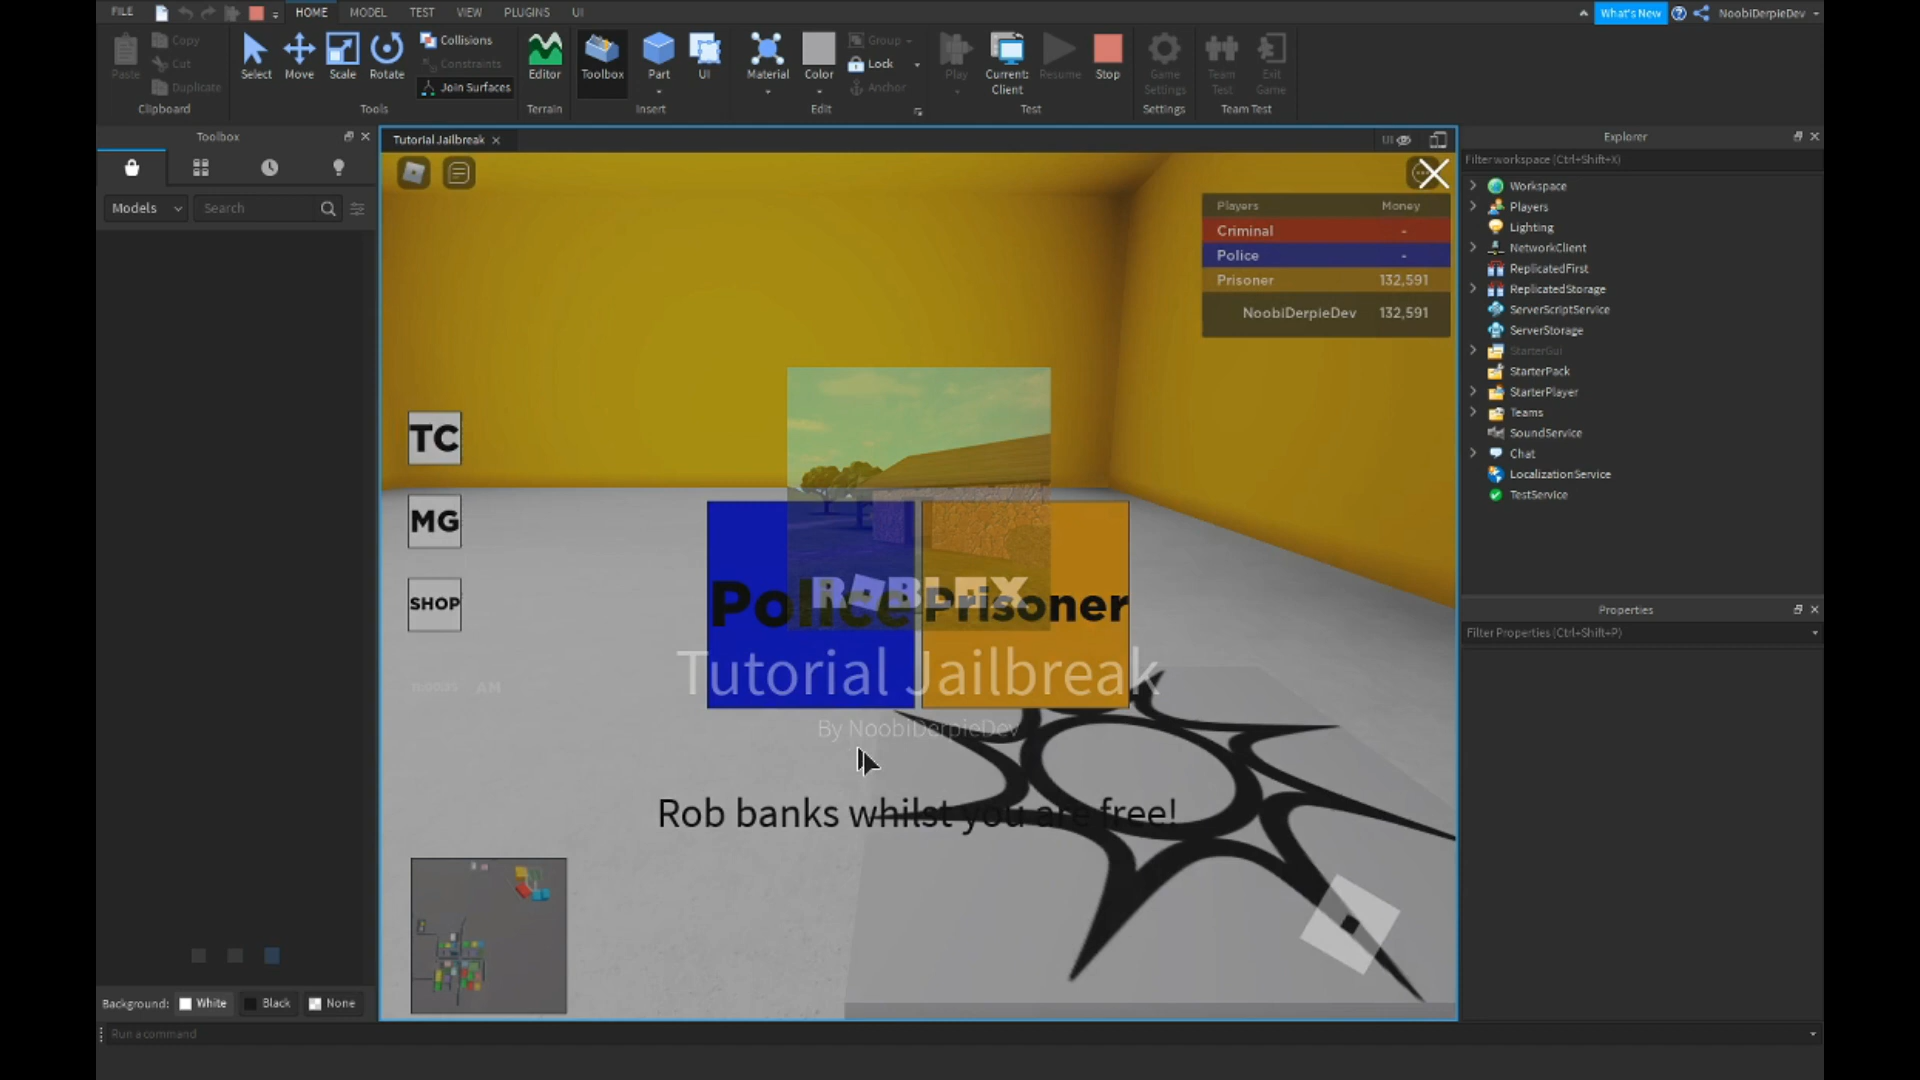 FILE HOME MODEL TEST VIEW PLUGINS UI What's New NoobiDerpieDev
Paste Copy Cut Duplicate
Clipboard
Select Move Scale Rotate Collisions Constraints Join Surfaces
Tools
Editor
Terrain
Toolbox Part UI
Insert
Material Color Group Lock Anchor
Edit
Play Current: Client Resume Stop
Test
Game Settings
Settings
Team Test Exit Game
Team Test
Toolbox
Models Search
Background: White Black None
Run a command
Tutorial Jailbreak
UI
Players Money
Criminal -
Police -
Prisoner 132,591
NoobiDerpieDev 132,591
TC
MG
SHOP
AM
Police Prisoner
ROBLOX
Tutorial Jailbreak
By NoobiDerpieDev
Rob banks whilst you are free!
Explorer
Filter workspace (Ctrl+Shift+X)
Workspace
Players
Lighting
NetworkClient
ReplicatedFirst
ReplicatedStorage
ServerScriptService
ServerStorage
StarterGui
StarterPack
StarterPlayer
Teams
SoundService
Chat
LocalizationService
TestService
Properties
Filter Properties (Ctrl+Shift+P)